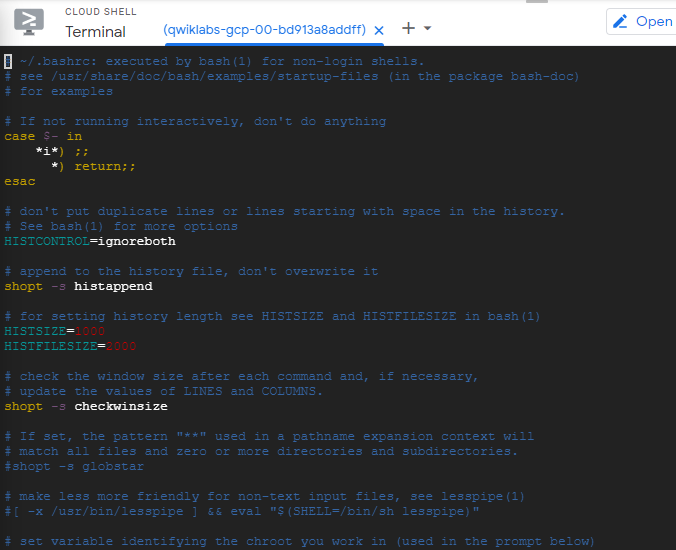 CLOUD SHELL
Terminal
(qwiklabs-gcp-00-bd913a8addff) × + Open
# ~/.bashrc: executed by bash(1) for non-login shells.
# see /usr/share/doc/bash/examples/startup-files (in the package bash-doc)
# for examples
# If not running interactively, don't do anything
case $- in
*i*) ;;
*) return;;
esac
# don't put duplicate lines or lines starting with space in the history.
# See bash(1) for more options
HISTCONTROL=ignoreboth
# append to the history file, don't overwrite it
shopt -s histappend
# for setting history length see HISTSIZE and HISTFILESIZE in bash(1)
HISTSIZE=1000
HISTFILESIZE=2000
# check the window size after each command and, if necessary,
# update the values of LINES and COLUMNS.
shopt -s checkwinsize
# If set, the pattern "**" used in a pathname expansion context will
# match all files and zero or more directories and subdirectories.
#shopt -s globstar
# make less more friendly for non-text input files, see lesspipe(1)
#[ -x /usr/bin/lesspipe ] && eval "$(SHELL=/bin/sh lesspipe)"
# set variable identifying the chroot you work in (used in the prompt below)